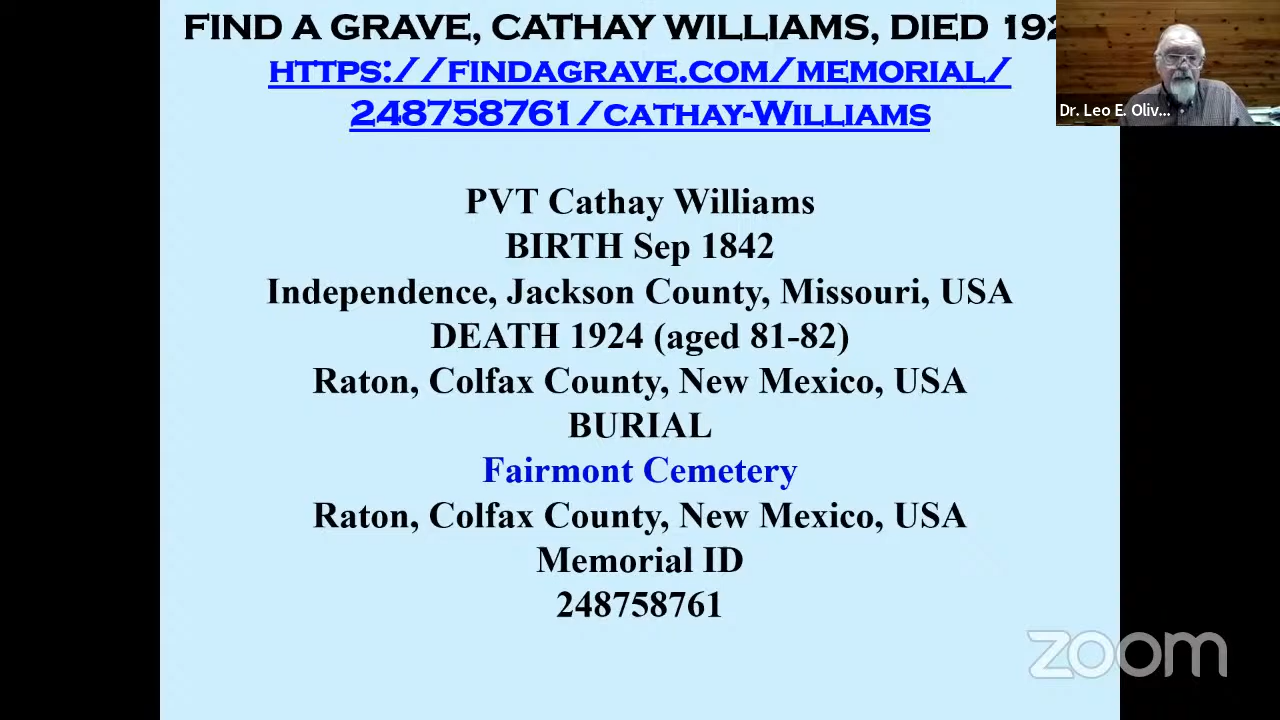 FIND A GRAVE, CATHAY WILLIAMS, DIED 192
HTTPS://FINDAGRAVE.COM/MEMORIAL/
248758761/CATHAY-WILLIAMS
Dr. Leo E. Oliv...
PVT Cathay Williams
BIRTH Sep 1842
Independence, Jackson County, Missouri, USA
DEATH 1924 (aged 81-82)
Raton, Colfax County, New Mexico, USA
BURIAL
Fairmont Cemetery
Raton, Colfax County, New Mexico, USA
Memorial ID
248758761
zoom